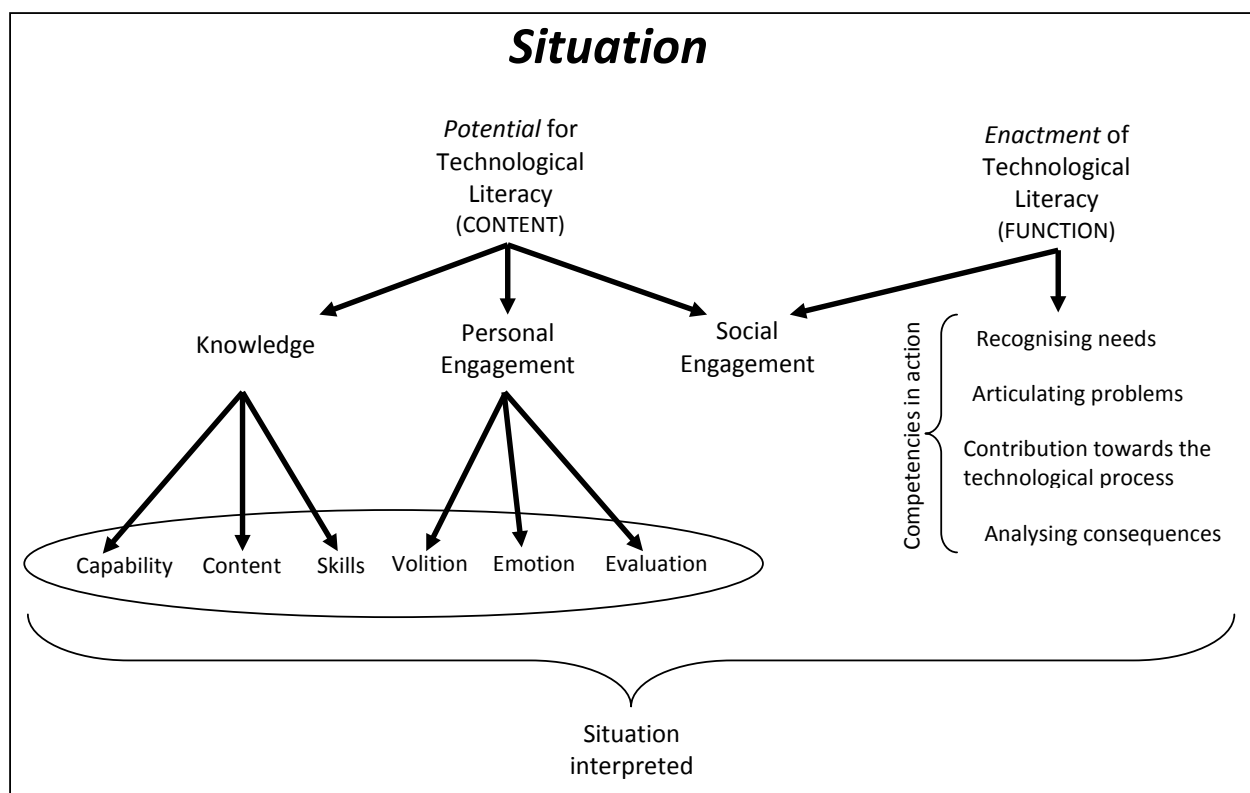 Situation
Potential for
Technological
Literacy
(CONTENT)
Enactment of
Technological
Literacy
(FUNCTION)
Knowledge
Personal
Engagement
Social
Engagement
Competencies in action
Recognising needs
Articulating problems
Contribution towards the
technological process
Analysing consequences
Capability
Content
Skills
Volition
Emotion
Evaluation
Situation
interpreted